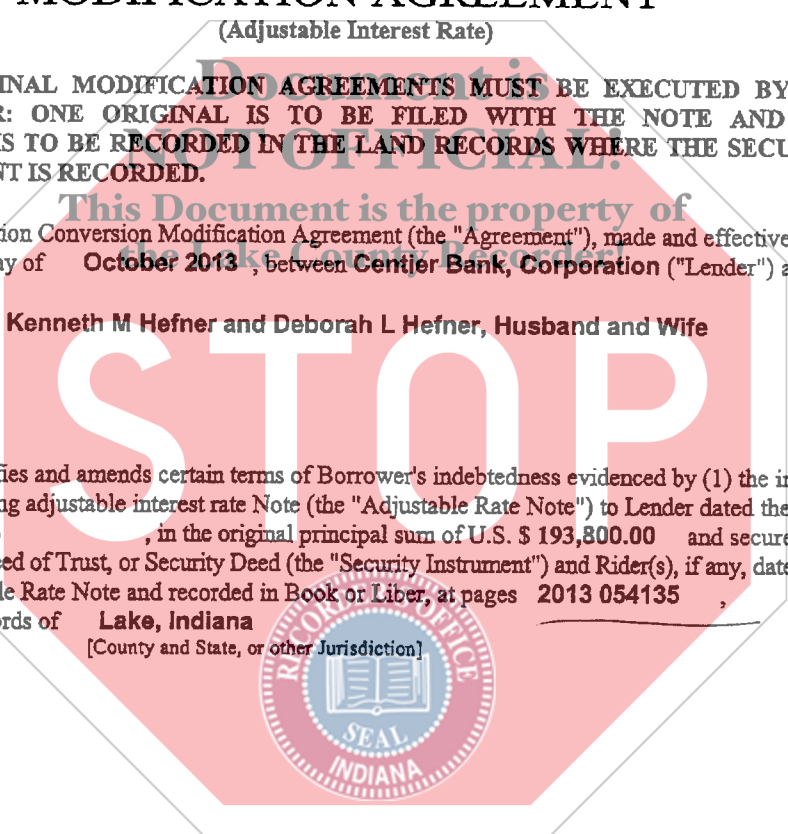 MODIFICATION AGREEMENT
(Adjustable Interest Rate)
Document is
INAL MODIFICATION AGREEMENTS MUST BE EXECUTED BY
R: ONE ORIGINAL IS TO BE FILED WITH THE NOTE AND
NOT OFFICIAL!
IS TO BE RECORDED IN THE LAND RECORDS WHERE THE SECU
NT IS RECORDED.
This Document is the property of
ion Conversion Modification Agreement (the "Agreement"), made and effective
the Lake County Recorder!
ay of October 2013 , between Centier Bank, Corporation ("Lender") a
Kenneth M Hefner and Deborah L Hefner, Husband and Wife
STOP
fies and amends certain terms of Borrower's indebtedness evidenced by (1) the in
ng adjustable interest rate Note (the "Adjustable Rate Note") to Lender dated the
, in the original principal sum of U.S. $ 193,800.00 and secure
eed of Trust, or Security Deed (the "Security Instrument") and Rider(s), if any, date
le Rate Note and recorded in Book or Liber, at pages 2013 054135 ,
rds of Lake, Indiana
[County and State, or other Jurisdiction]
RECORDER'S OFFICE
SEAL
INDIANA